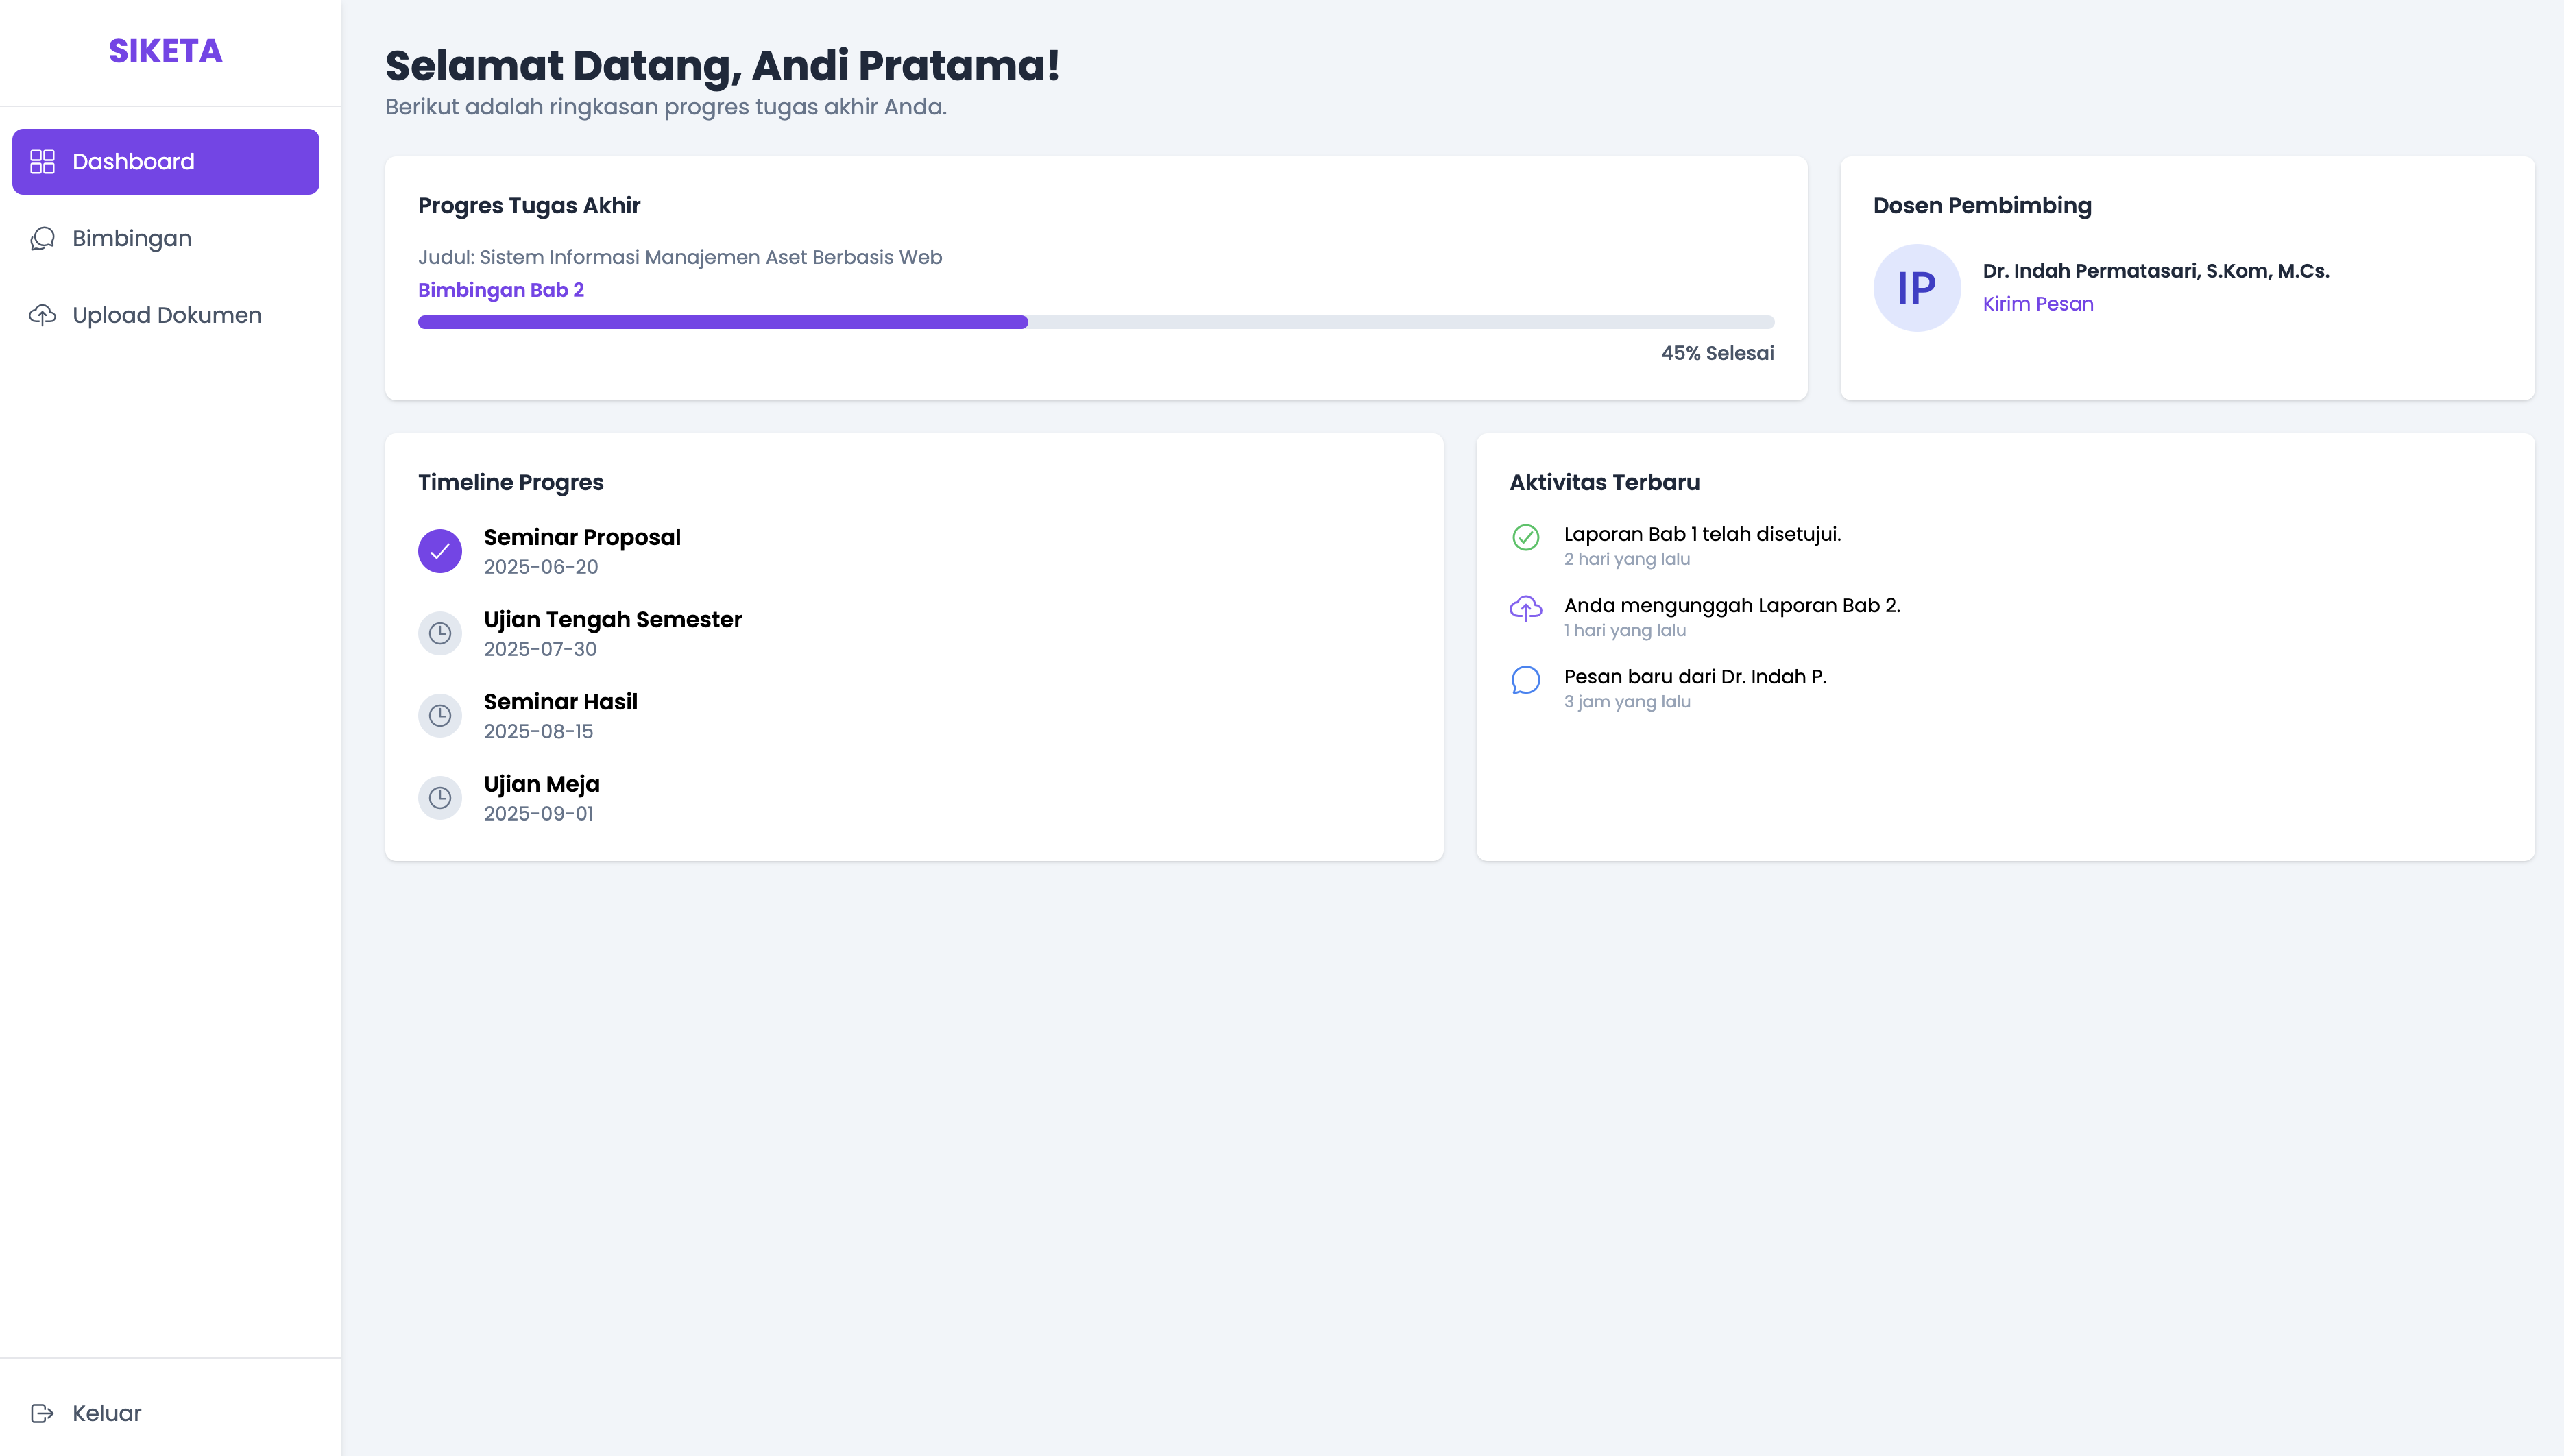 SIKETA
Dashboard
Bimbingan
Upload Dokumen
Keluar
Selamat Datang, Andi Pratama!
Berikut adalah ringkasan progres tugas akhir Anda.
Progres Tugas Akhir
Judul: Sistem Informasi Manajemen Aset Berbasis Web
Bimbingan Bab 2
45% Selesai
Dosen Pembimbing
IP
Dr. Indah Permatasari, S.Kom, M.Cs.
Kirim Pesan
Timeline Progres
Seminar Proposal
2025-06-20
Ujian Tengah Semester
2025-07-30
Seminar Hasil
2025-08-15
Ujian Meja
2025-09-01
Aktivitas Terbaru
Laporan Bab 1 telah disetujui.
2 hari yang lalu
Anda mengunggah Laporan Bab 2.
1 hari yang lalu
Pesan baru dari Dr. Indah P.
3 jam yang lalu